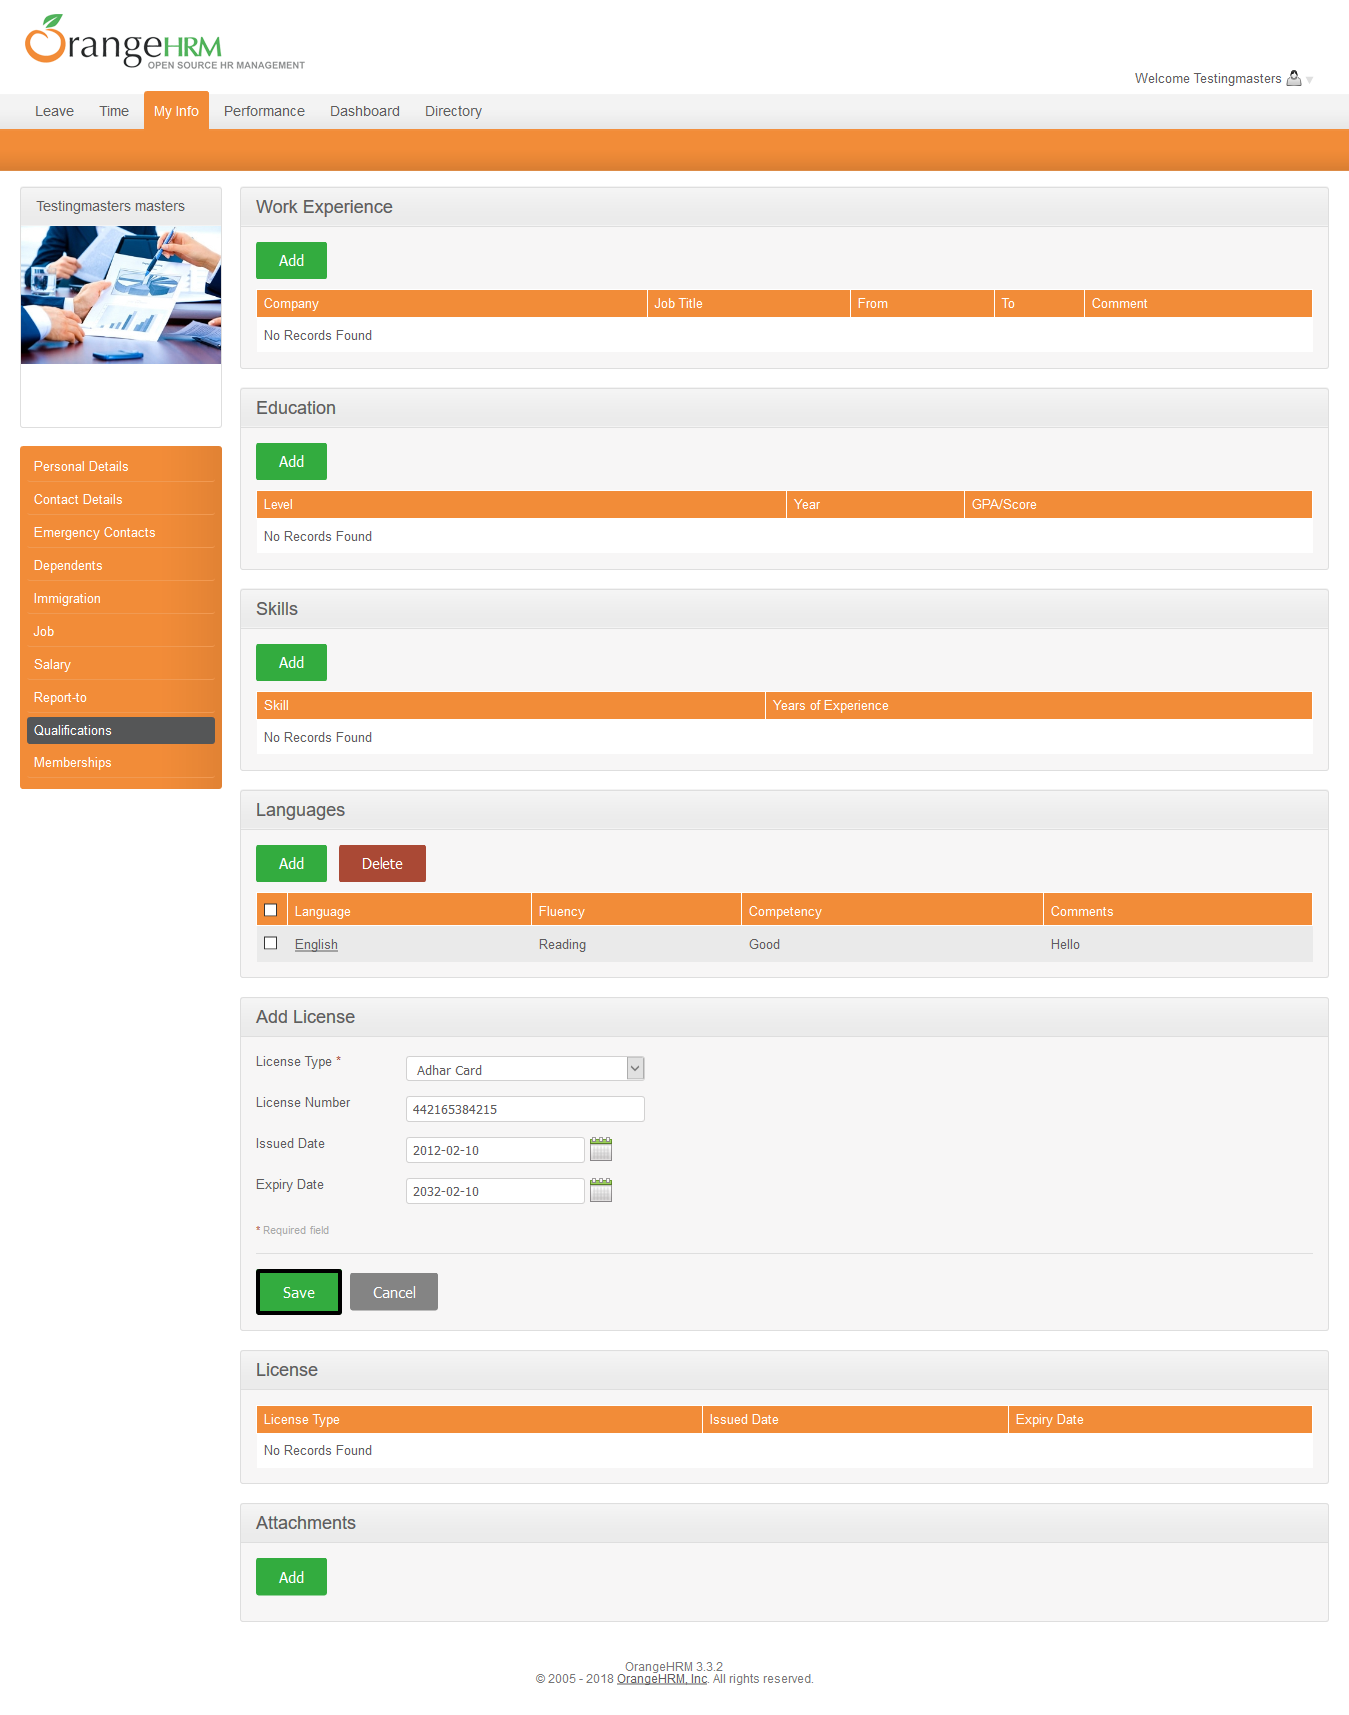 OrangeHRM
OPEN SOURCE HR MANAGEMENT
Welcome Testingmasters
Leave Time My Info Performance Dashboard Directory
Testingmasters masters
Personal Details
Contact Details
Emergency Contacts
Dependents
Immigration
Job
Salary
Report-to
Qualifications
Memberships
Work Experience
Add
Company Job Title From To Comment
No Records Found
Education
Add
Level Year GPA/Score
No Records Found
Skills
Add
Skill Years of Experience
No Records Found
Languages
Add Delete
Language Fluency Competency Comments
English Reading Good Hello
Add License
License Type * Adhar Card
License Number 442165384215
Issued Date 2012-02-10
Expiry Date 2032-02-10
* Required field
Save Cancel
License
License Type Issued Date Expiry Date
No Records Found
Attachments
Add
OrangeHRM 3.3.2
© 2005 - 2018 OrangeHRM, Inc. All rights reserved.